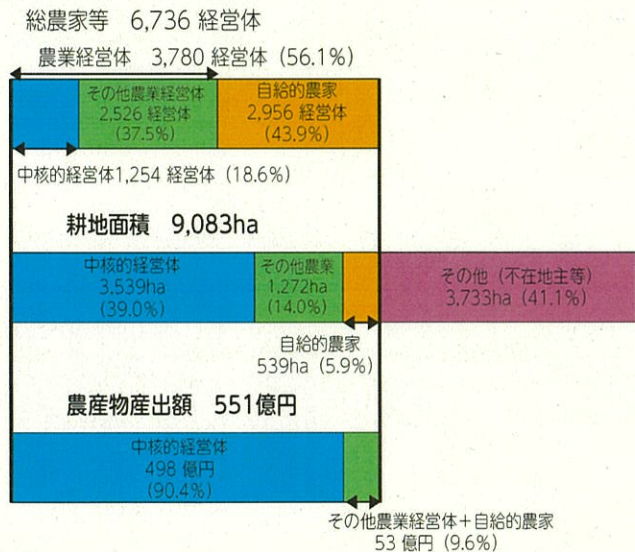 総農家等 6,736 経営体
農業経営体 3,780 経営体（56.1%）
その他農業経営体
2,526 経営体
(37.5%)
自給的農家
2,956 経営体
(43.9%)
中核的経営体1,254 経営体（18.6%）
耕地面積 9,083ha
中核的経営体
3,539ha
(39.0%)
その他農業
1,272ha
(14.0%)
その他（不在地主等）
3,733ha（41.1%）
自給的農家
539ha（5.9%）
農産物産出額 551億円
中核的経営体
498 億円
(90.4%)
その他農業経営体＋自給的農家
53 億円（9.6%）